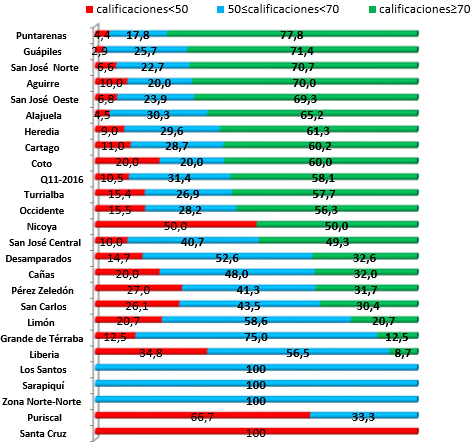 calificaciones<50 50≤calificaciones<70 calificaciones≥70
Puntarenas 4,4 17,8 77,8
Guápiles 2,9 25,7 71,4
San José Norte 6,6 22,7 70,7
Aguirre 10,0 20,0 70,0
San José Oeste 6,8 23,9 69,3
Alajuela 4,5 30,3 65,2
Heredia 9,0 29,6 61,3
Cartago 11,0 28,7 60,2
Coto 20,0 20,0 60,0
Q11-2016 10,5 31,4 58,1
Turrialba 15,4 26,9 57,7
Occidente 15,5 28,2 56,3
Nicoya 50,0 50,0
San José Central 10,0 40,7 49,3
Desamparados 14,7 52,6 32,6
Cañas 20,0 48,0 32,0
Pérez Zeledón 27,0 41,3 31,7
San Carlos 26,1 43,5 30,4
Limón 20,7 58,6 20,7
Grande de Térraba 12,5 75,0 12,5
Liberia 34,8 56,5 8,7
Los Santos 100
Sarapiquí 100
Zona Norte-Norte 100
Puriscal 66,7 33,3
Santa Cruz 100